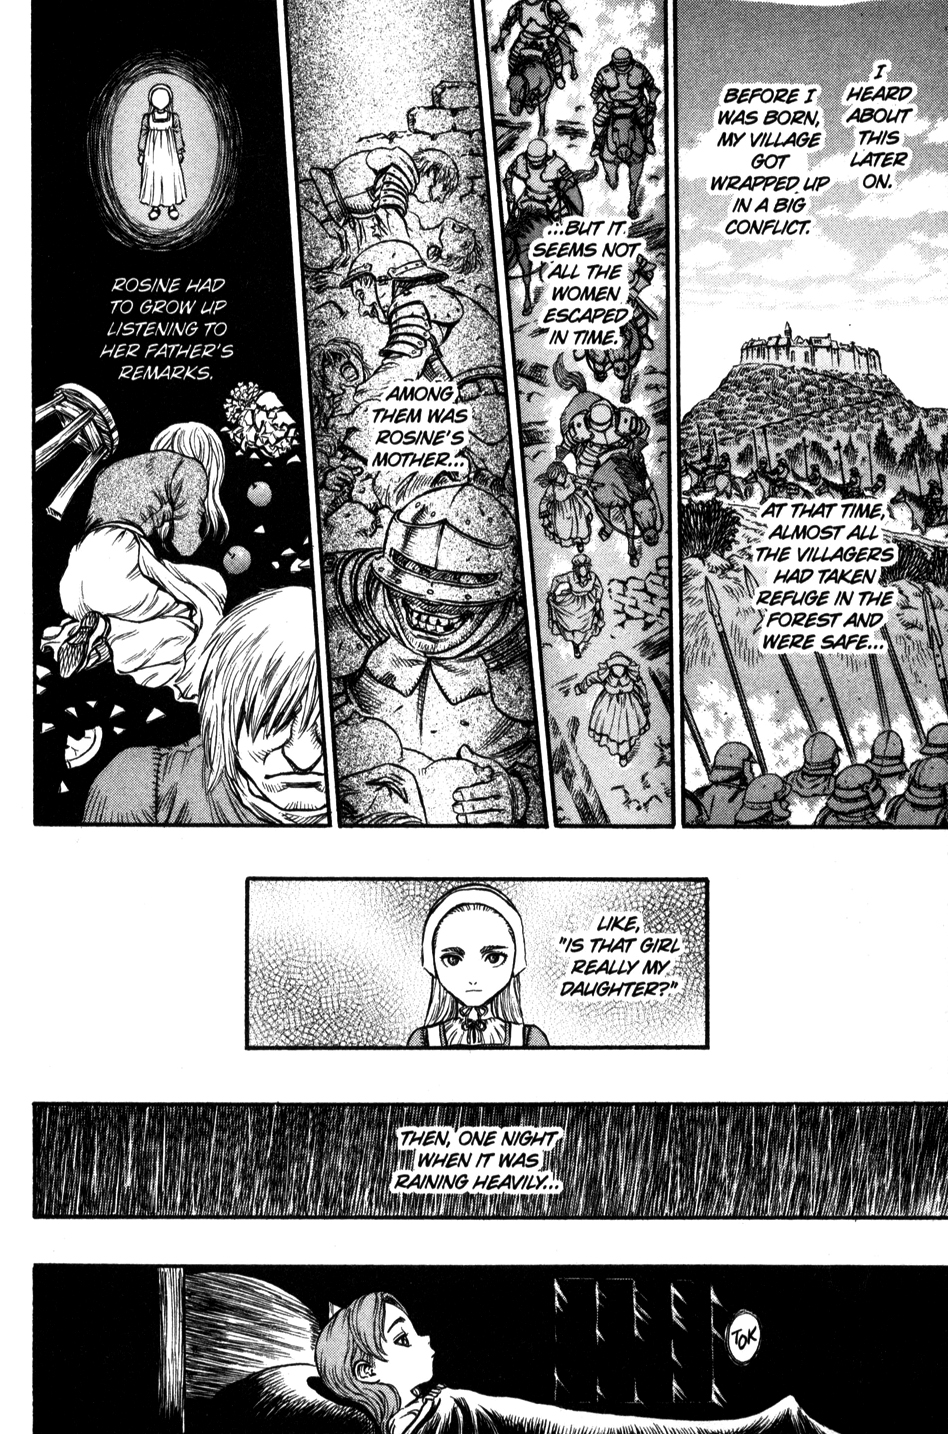 I
HEARD
ABOUT
THIS
LATER
ON.
BEFORE I
WAS BORN,
MY VILLAGE
GOT
WRAPPED UP
IN A BIG
CONFLICT.
AT THAT TIME,
ALMOST ALL
THE VILLAGERS
HAD TAKEN
REFUGE IN THE
FOREST AND
WERE SAFE...
...BUT IT
SEEMS NOT
ALL THE
WOMEN
ESCAPED
IN TIME.
AMONG
THEM WAS
ROSINE'S
MOTHER...
ROSINE HAD
TO GROW UP
LISTENING TO
HER FATHER'S
REMARKS.
LIKE,
"IS THAT GIRL
REALLY MY
DAUGHTER?"
THEN, ONE NIGHT
WHEN IT WAS
RAINING HEAVILY...
TOK